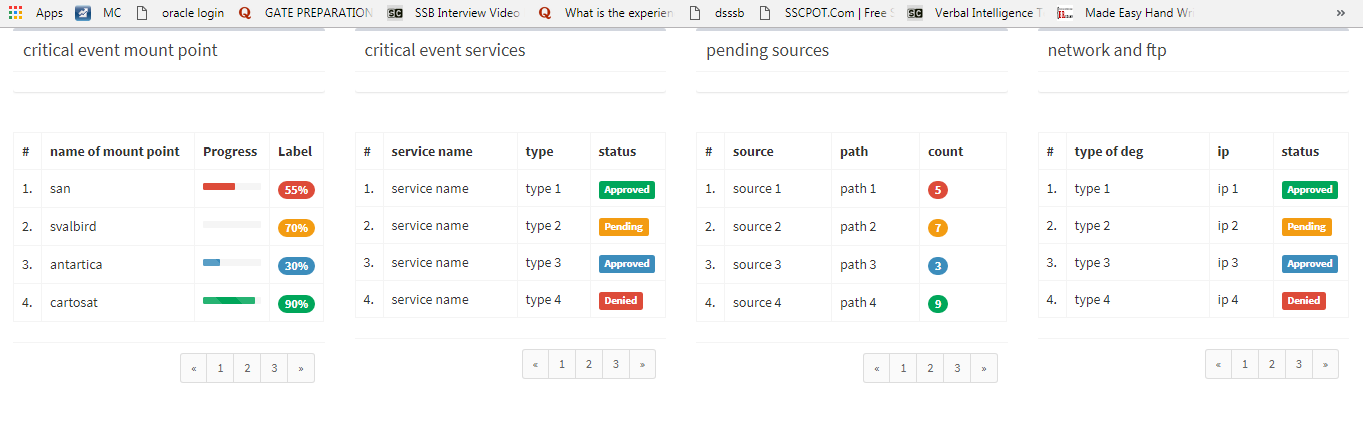 Apps MC oracle login GATE PREPARATION SSB Interview Video What is the experien dsssb SSCPOT.Com | Free S Verbal Intelligence T Made Easy Hand Wri »
critical event mount point
# name of mount point Progress Label
1. san 55%
2. svalbird 70%
3. antartica 30%
4. cartosat 90%
« 1 2 3 »
critical event services
# service name type status
1. service name type 1 Approved
2. service name type 2 Pending
3. service name type 3 Approved
4. service name type 4 Denied
« 1 2 3 »
pending sources
# source path count
1. source 1 path 1 5
2. source 2 path 2 7
3. source 3 path 3 3
4. source 4 path 4 9
« 1 2 3 »
network and ftp
# type of deg ip status
1. type 1 ip 1 Approved
2. type 2 ip 2 Pending
3. type 3 ip 3 Approved
4. type 4 ip 4 Denied
« 1 2 3 »